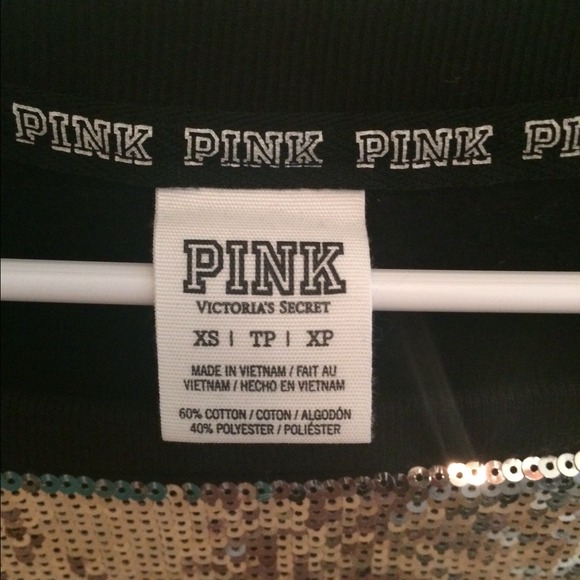 PINK PINK PINK PI
PINK
VICTORIA'S SECRET
XS | TP | XP
MADE IN VIETNAM / FAIT AU
VIETNAM / HECHO EN VIETNAM
60% COTTON / COTON / ALGODÓN
40% POLYESTER / POLIÉSTER